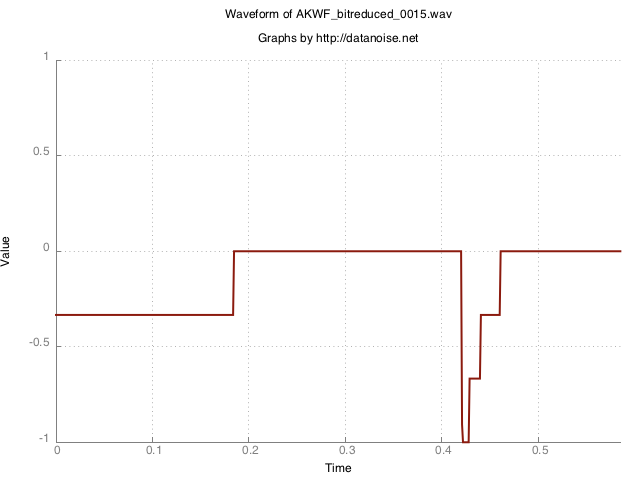 Waveform of AKWF_bitreduced_0015.wav
Graphs by http://datanoise.net
1
0.5
0
-0.5
-1
Value
0 0.1 0.2 0.3 0.4 0.5
Time